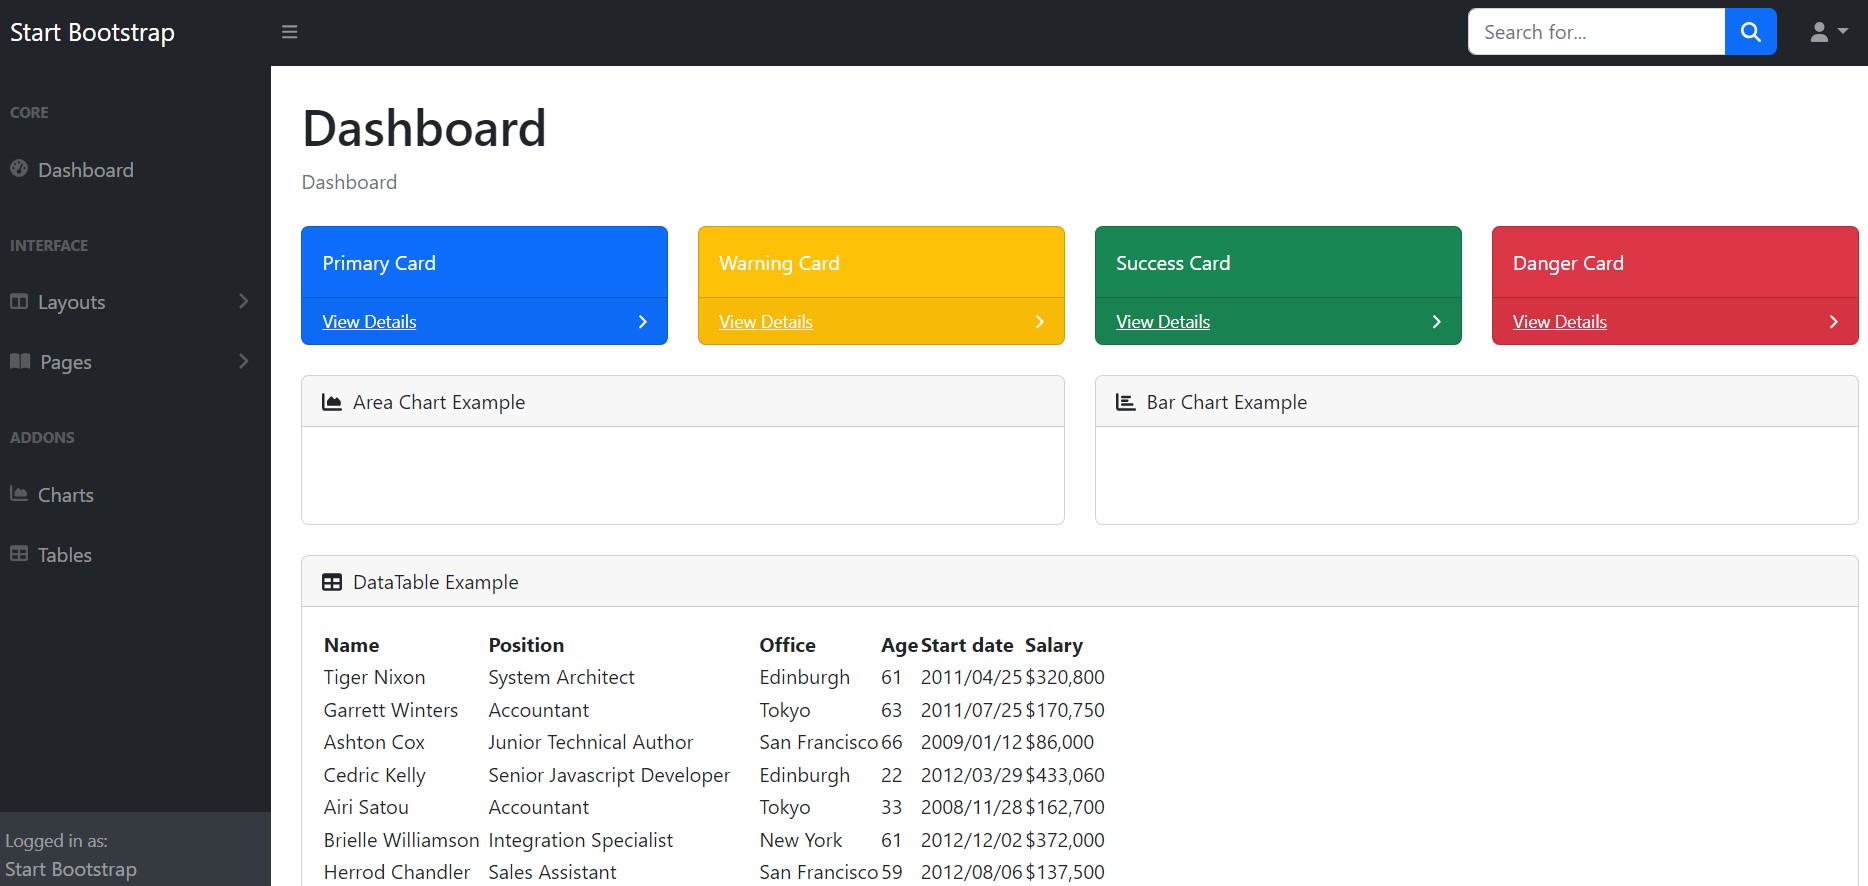 Start Bootstrap
Search for...
CORE
Dashboard
INTERFACE
Layouts
Pages
ADDONS
Charts
Tables
Logged in as:
Start Bootstrap
Dashboard
Dashboard
Primary Card
View Details
Warning Card
View Details
Success Card
View Details
Danger Card
View Details
Area Chart Example
Bar Chart Example
DataTable Example
Name Position Office Age Start date Salary
Tiger Nixon System Architect Edinburgh 61 2011/04/25 $320,800
Garrett Winters Accountant Tokyo 63 2011/07/25 $170,750
Ashton Cox Junior Technical Author San Francisco 66 2009/01/12 $86,000
Cedric Kelly Senior Javascript Developer Edinburgh 22 2012/03/29 $433,060
Airi Satou Accountant Tokyo 33 2008/11/28 $162,700
Brielle Williamson Integration Specialist New York 61 2012/12/02 $372,000
Herrod Chandler Sales Assistant San Francisco 59 2012/08/06 $137,500